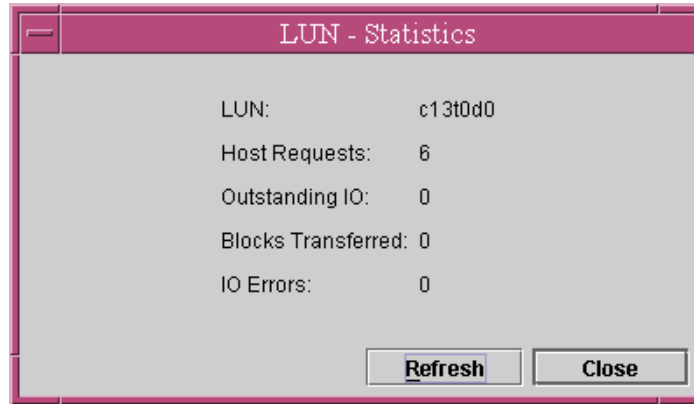 LUN - Statistics
LUN: c13t0d0
Host Requests: 6
Outstanding IO: 0
Blocks Transferred: 0
IO Errors: 0
Refresh Close